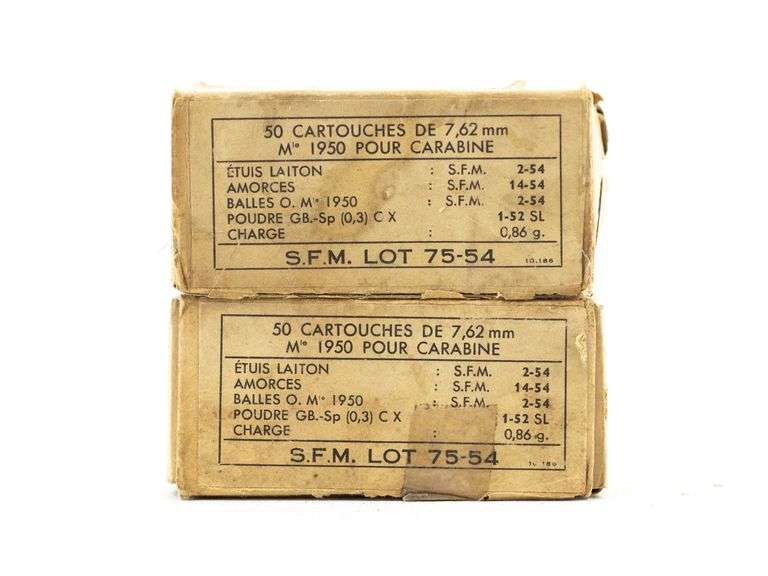 50 CARTOUCHES DE 7,62 mm
Mle 1950 POUR CARABINE
ÉTUIS LAITON : S.F.M. 2-54
AMORCES : S.F.M. 14-54
BALLES O. Mle 1950 : S.F.M. 2-54
POUDRE GB.-Sp (0,3) C X 1-52 SL
CHARGE : 0,86 g.
S.F.M. LOT 75-54 10.186
50 CARTOUCHES DE 7,62 mm
Mle 1950 POUR CARABINE
ÉTUIS LAITON : S.F.M. 2-54
AMORCES : S.F.M. 14-54
BALLES O. Mle 1950 : S.F.M. 2-54
POUDRE GB.-Sp (0,3) C X 1-52 SL
CHARGE : 0,86 g.
S.F.M. LOT 75-54